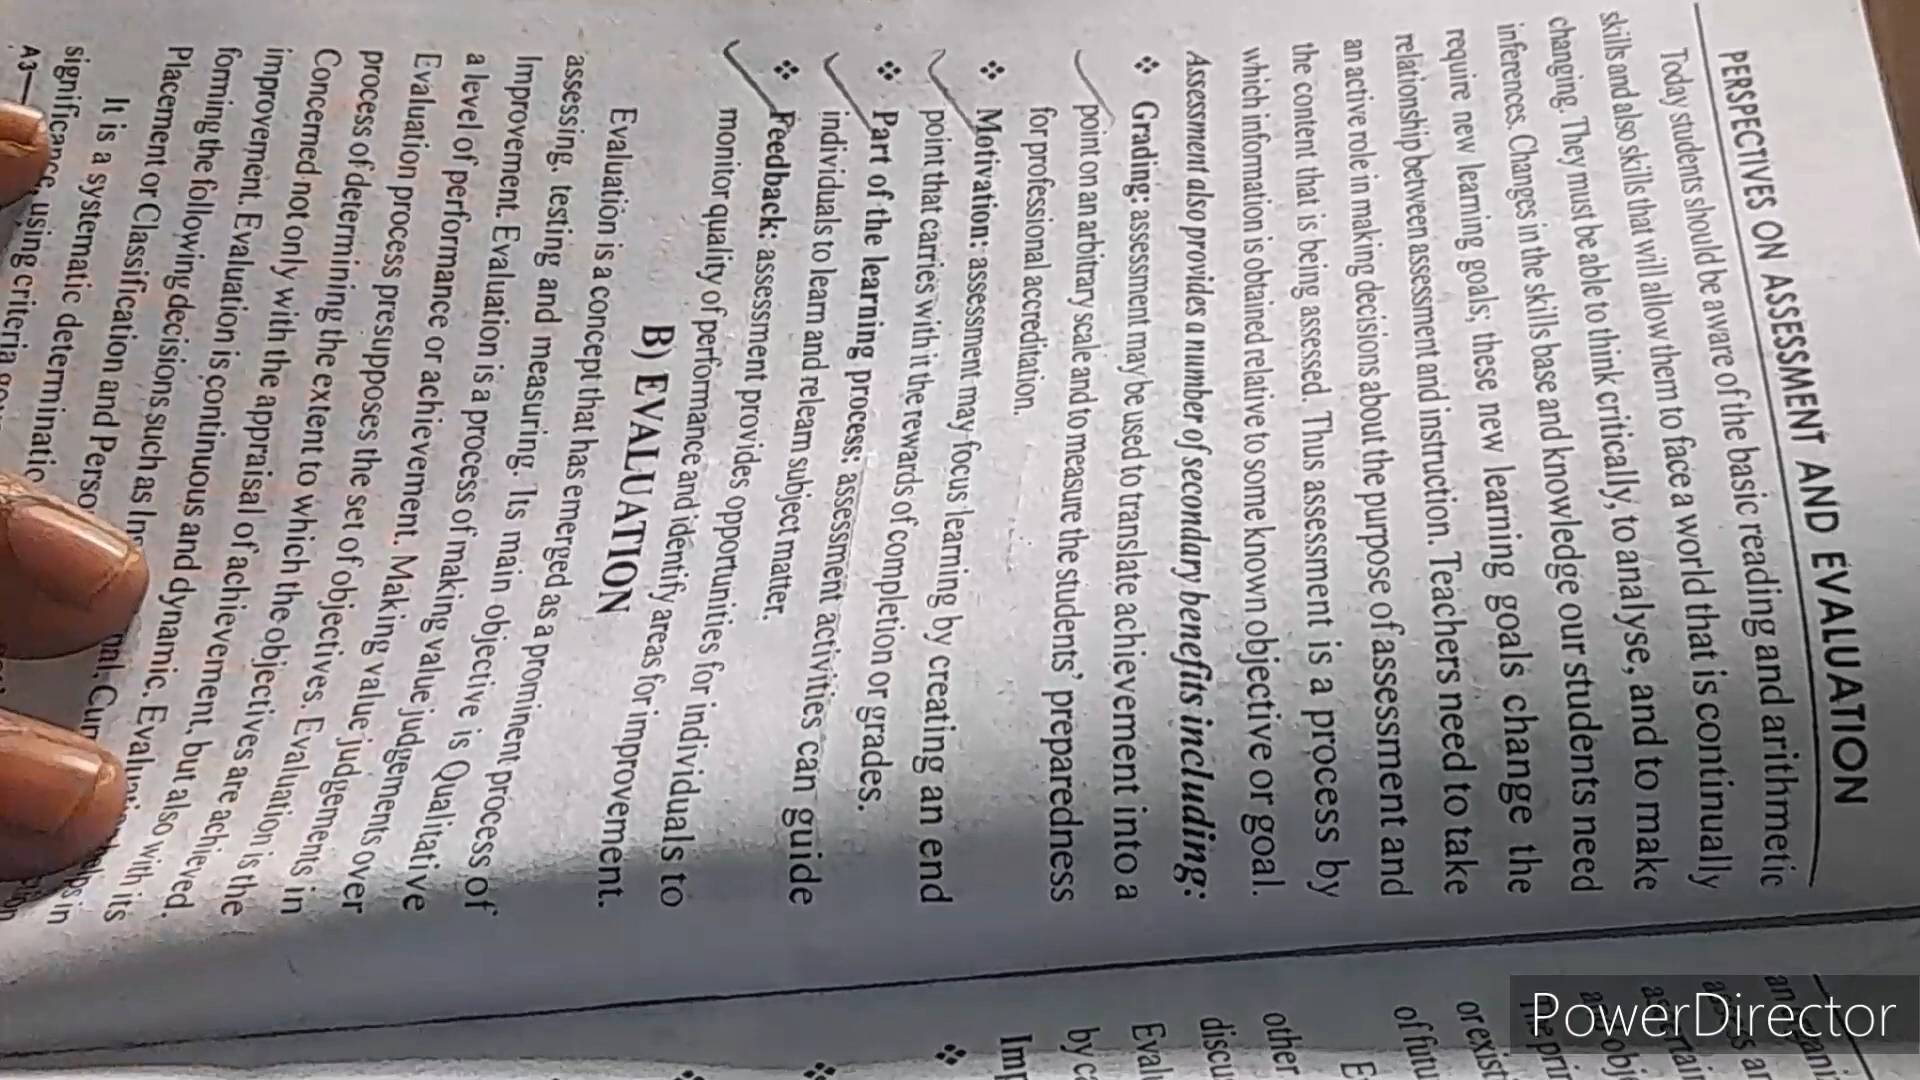 PERSPECTIVES ON ASSESSMENT AND EVALUATION
Today students should be aware of the basic reading and arithmetic
skills and also skills that will allow them to face a world that is continually
changing. They must be able to think critically, to analyse, and to make
inferences. Changes in the skills base and knowledge our students need
require new learning goals; these new learning goals change the
relationship between assessment and instruction. Teachers need to take
an active role in making decisions about the purpose of assessment and
the content that is being assessed. Thus assessment is a process by
which information is obtained relative to some known objective or goal.
Assessment also provides a number of secondary benefits including:
❖ Grading: assessment may be used to translate achievement into a
point on an arbitrary scale and to measure the students' preparedness
for professional accreditation.
❖ Motivation: assessment may focus learning by creating an end
point that carries with it the rewards of completion or grades.
❖ Part of the learning process: assessment activities can guide
individuals to learn and relearn subject matter.
❖ Feedback: assessment provides opportunities for individuals to
monitor quality of performance and identify areas for improvement.
B) EVALUATION
Evaluation is a concept that has emerged as a prominent process of
assessing, testing and measuring. Its main objective is Qualitative
Improvement. Evaluation is a process of making value judgements over
a level of performance or achievement. Making value judgements in
Evaluation process presupposes the set of objectives. Evaluation is the
process of determining the extent to which the objectives are achieved.
Concerned not only with the appraisal of achievement, but also with its
improvement. Evaluation is continuous and dynamic. Evaluation helps in
forming the following decisions such as
Placement or Classification and
It is a systematic
significance, using criteria
A3
Im
❖
by
Eval
discu
other
E
of futu
or exist
PowerDirector